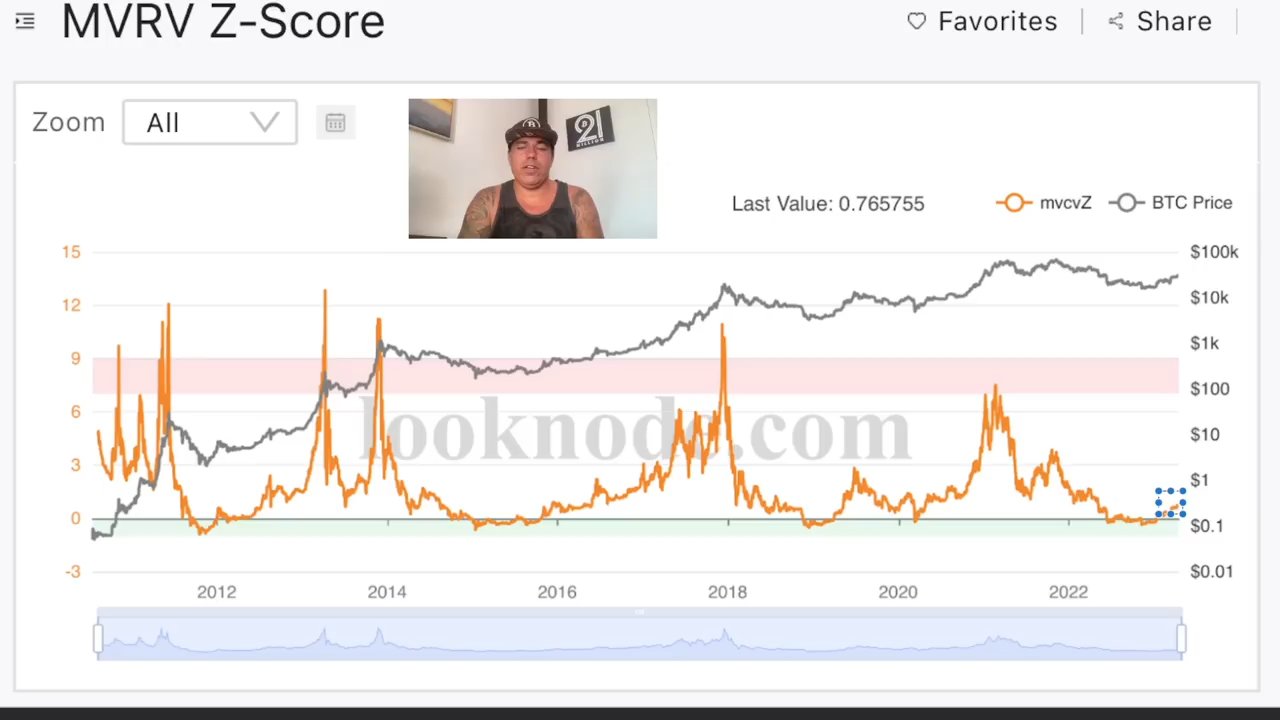 MVRV Z-Score
Favorites
Share
Zoom
All
21
MILLION
Last Value: 0.765755
mvcvZ
BTC Price
15
12
9
6
3
0
-3
$100k
$10k
$1k
$100
$10
$1
$0.1
$0.01
looknode.com
2012
2014
2016
2018
2020
2022